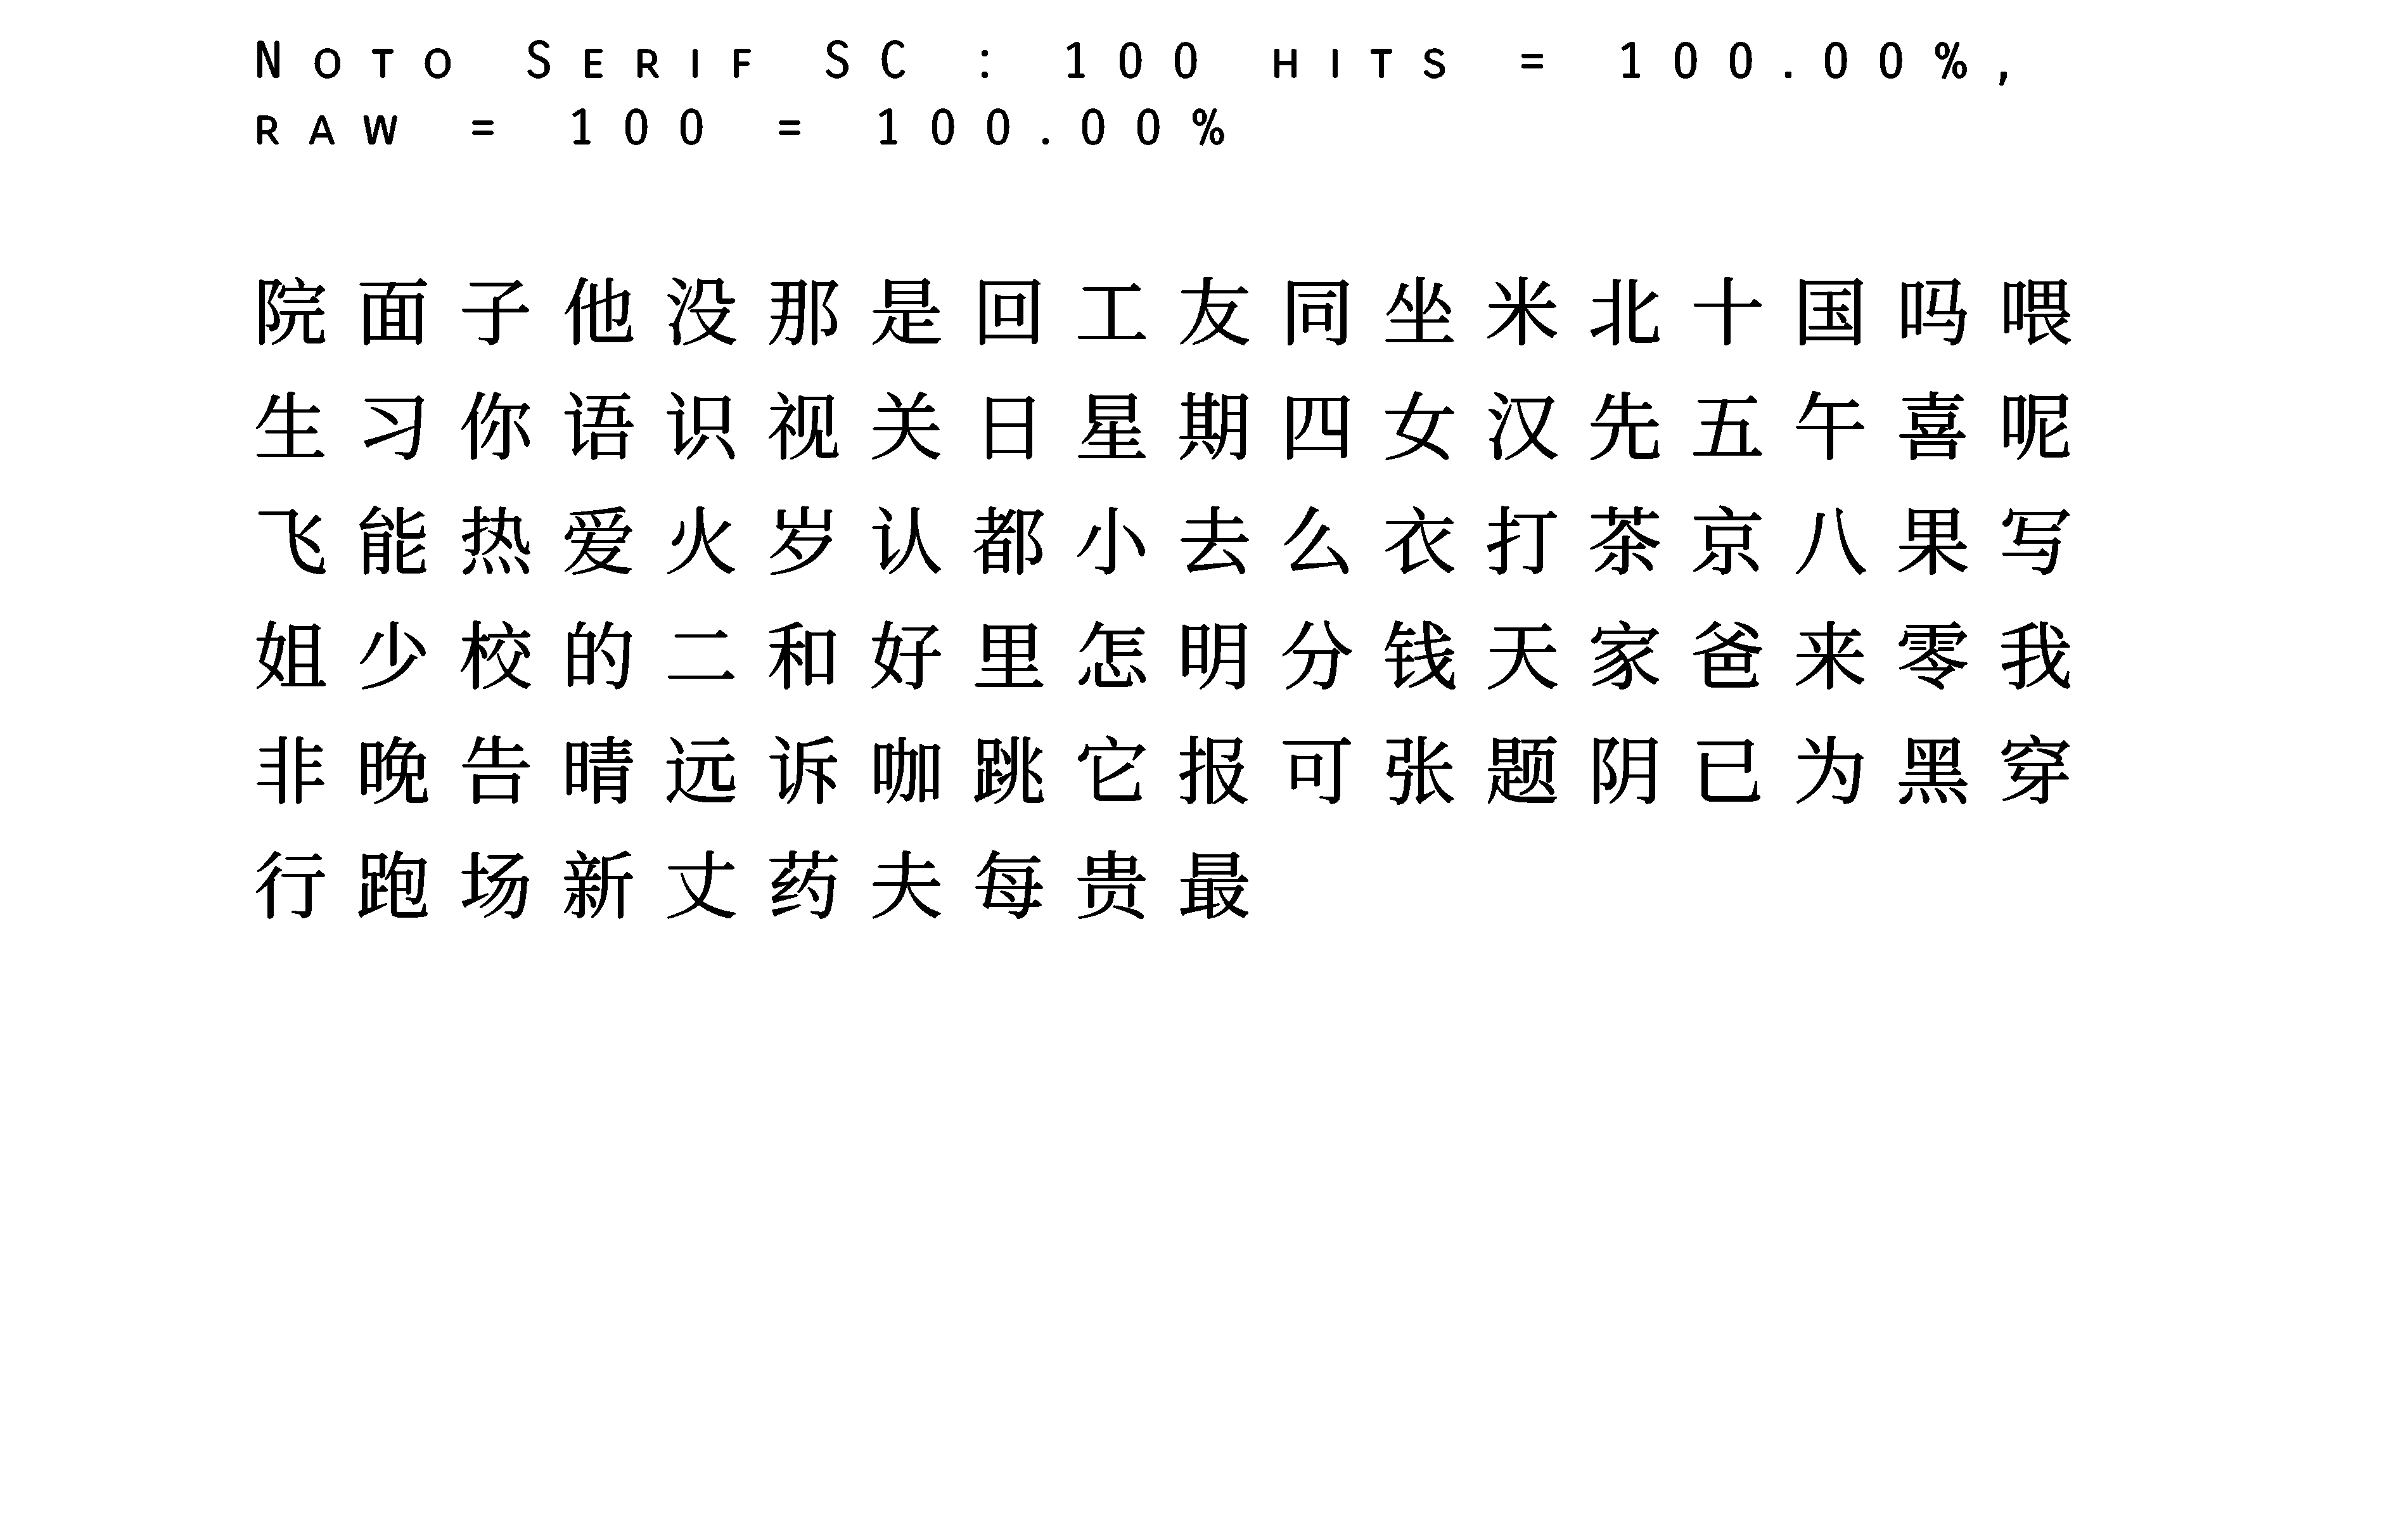 Noto Serif SC : 100 hits = 100.00%,
raw = 100 = 100.00%
院面子他没那是回工友同坐米北十国吗喂
生习你语识视关日星期四女汉先五午喜呢
飞能热爱火岁认都小去么衣打茶京八果写
姐少校的二和好里怎明分钱天家爸来零我
非晚告晴远诉咖跳它报可张题阴已为黑穿
行跑场新丈药夫每贵最